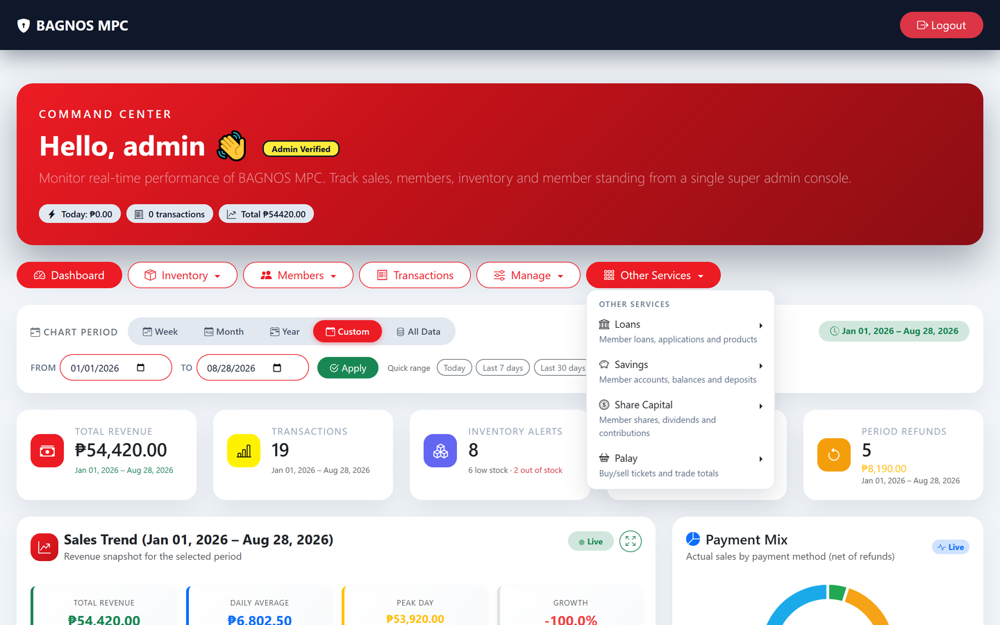 BAGNOS MPC
Logout
COMMAND CENTER
Hello, admin 👋
Admin Verified
Monitor real-time performance of BAGNOS MPC. Track sales, members, inventory and member standing from a single super admin console.
Today: ₱0.00
0 transactions
Total ₱54420.00
Dashboard
Inventory
Members
Transactions
Manage
Other Services
OTHER SERVICES
Loans
Member loans, applications and products
Savings
Member accounts, balances and deposits
Share Capital
Member shares, dividends and
contributions
Palay
Buy/sell tickets and trade totals
CHART PERIOD
Week
Month
Year
Custom
All Data
Jan 01, 2026 – Aug 28, 2026
FROM
01/01/2026
TO
08/28/2026
Apply
Quick range
Today
Last 7 days
Last 30 days
TOTAL REVENUE
₱54,420.00
Jan 01, 2026 – Aug 28, 2026
TRANSACTIONS
19
Jan 01, 2026 – Aug 28, 2026
INVENTORY ALERTS
8
6 low stock · 2 out of stock
PERIOD REFUNDS
5
₱8,190.00
Jan 01, 2026 – Aug 28, 2026
Sales Trend (Jan 01, 2026 – Aug 28, 2026)
Revenue snapshot for the selected period
Live
TOTAL REVENUE
₱54,420.00
DAILY AVERAGE
₱6,802.50
PEAK DAY
₱53,920.00
GROWTH
-100.0%
Payment Mix
Actual sales by payment method (net of refunds)
Live